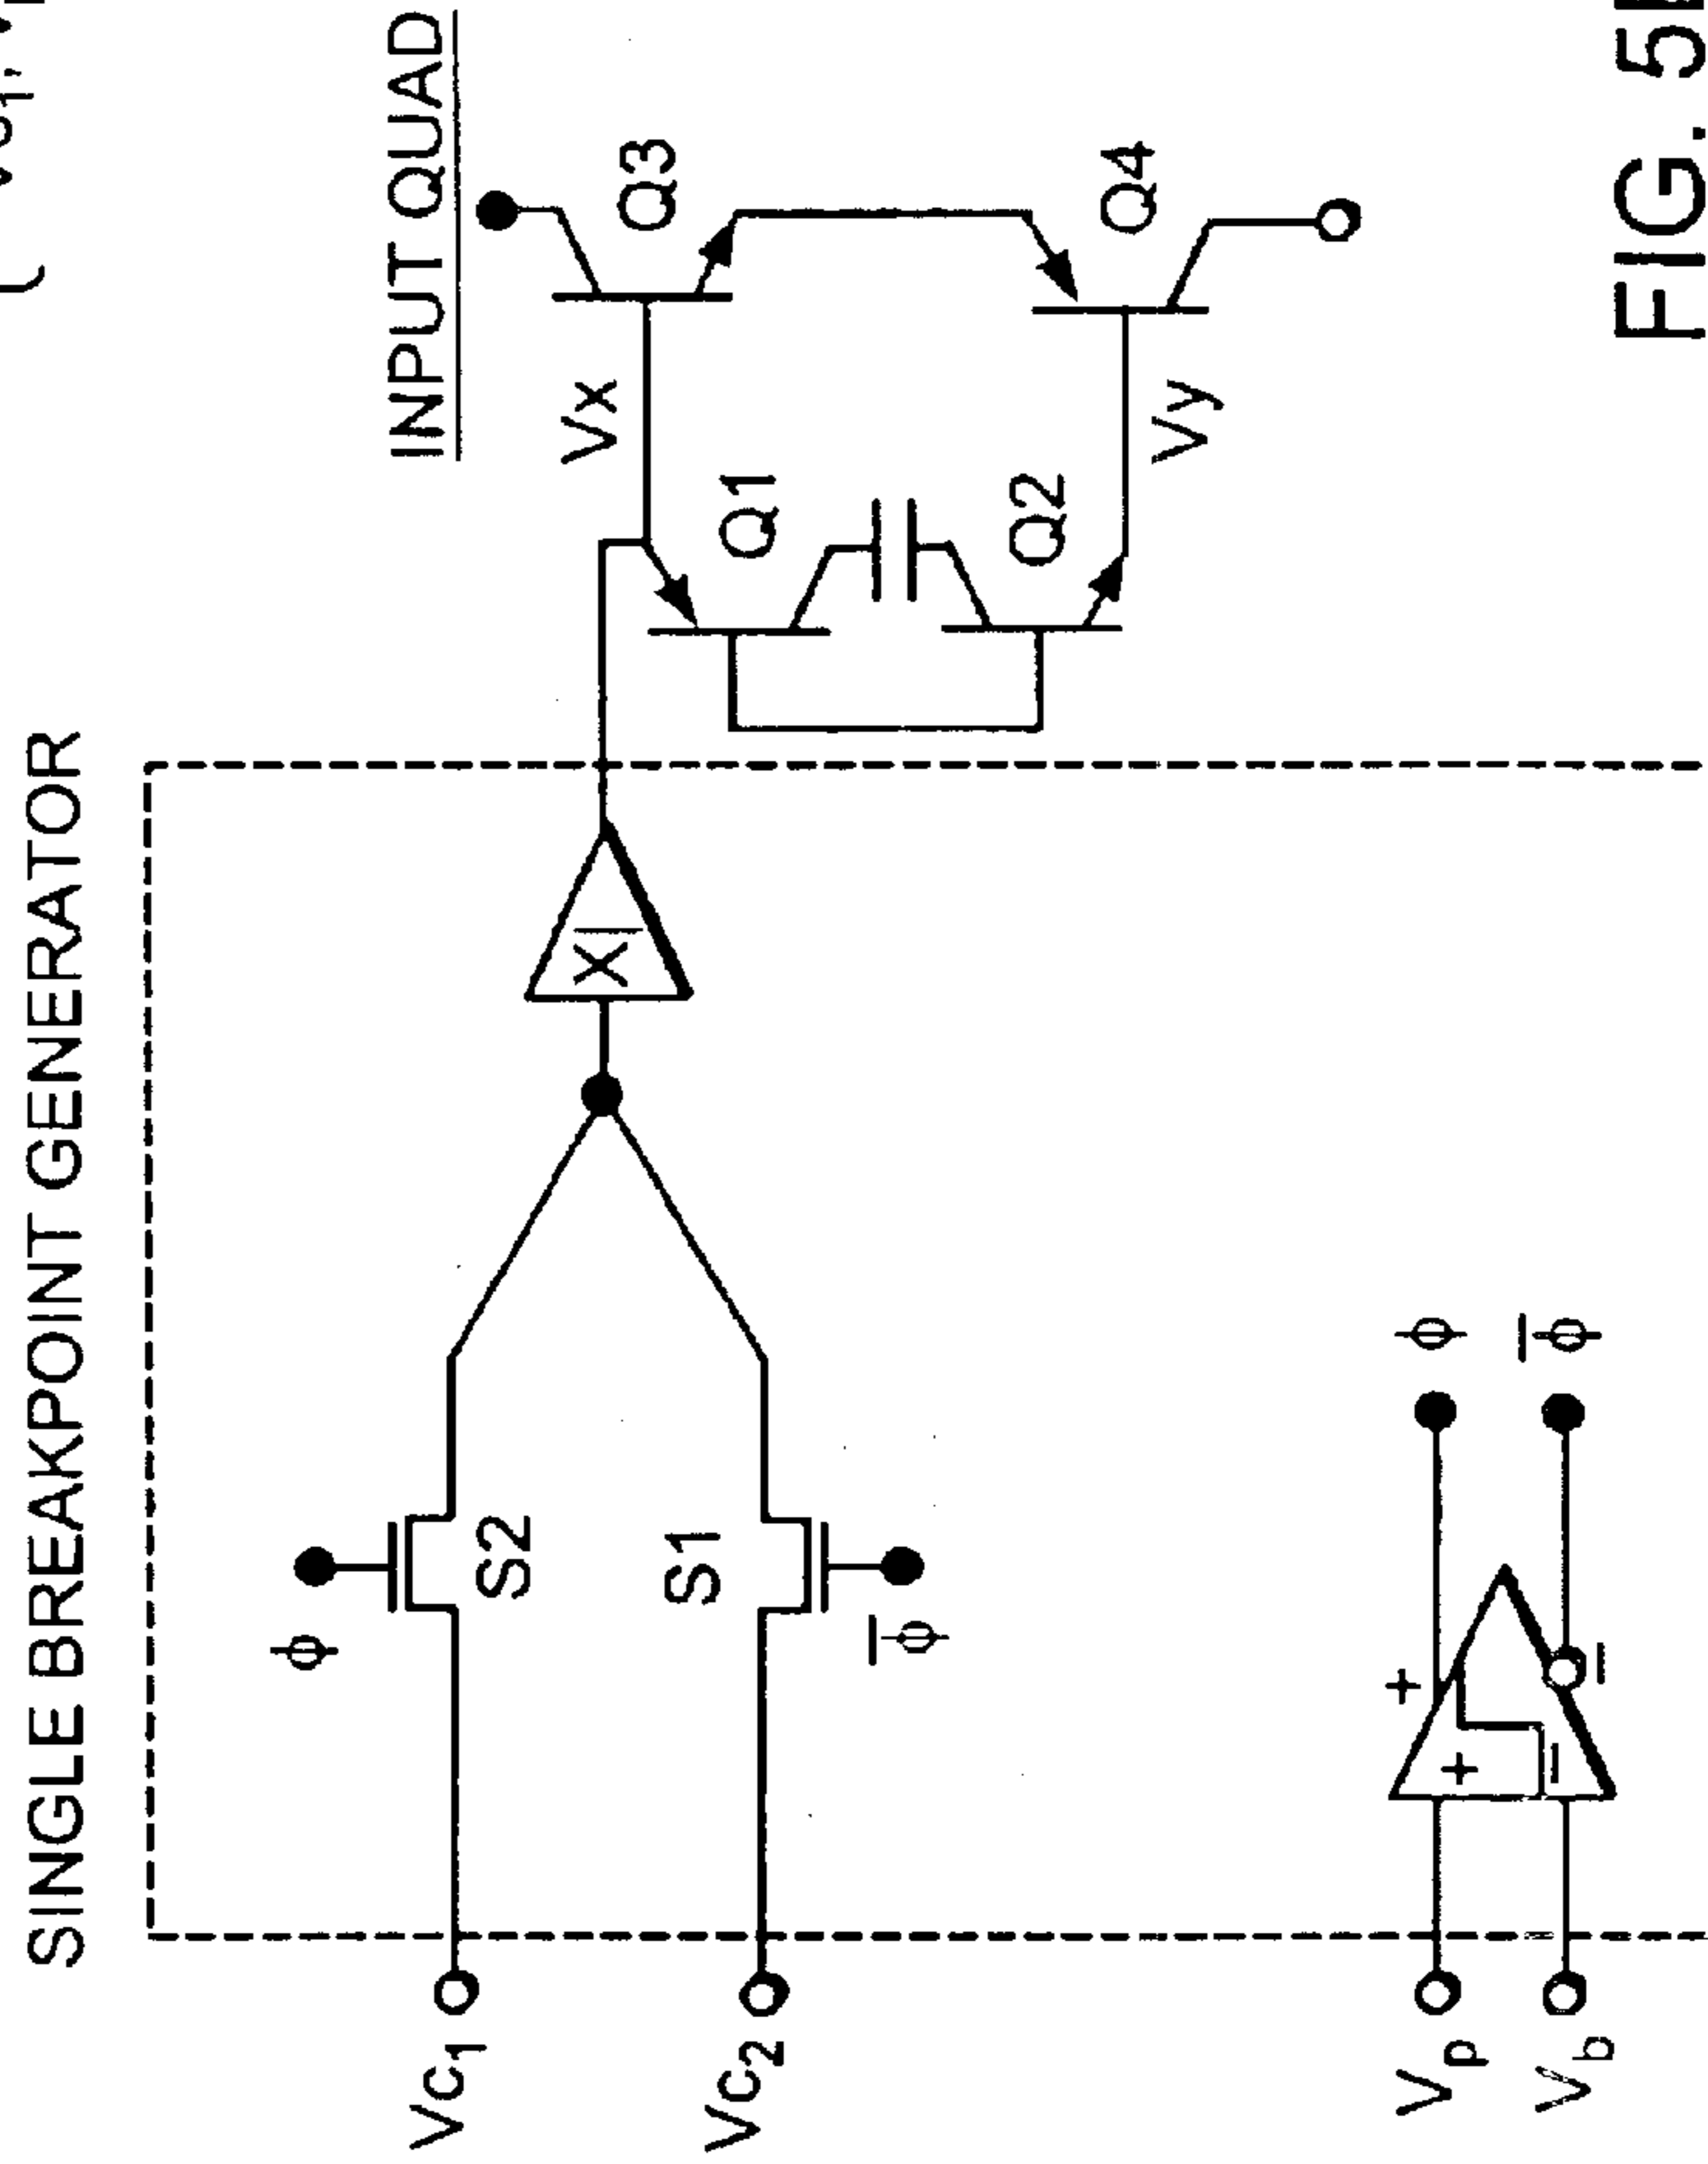 SINGLE BREAKPOINT GENERATOR
INPUT QUAD
Vc1
ϕ
S2
X1
Vx
Q3
Q1
Vc2
S1
ϕ̅
Q2
Q4
Vy
Vp
+
+
ϕ
Vb
−
−
ϕ̅
FIG. 5